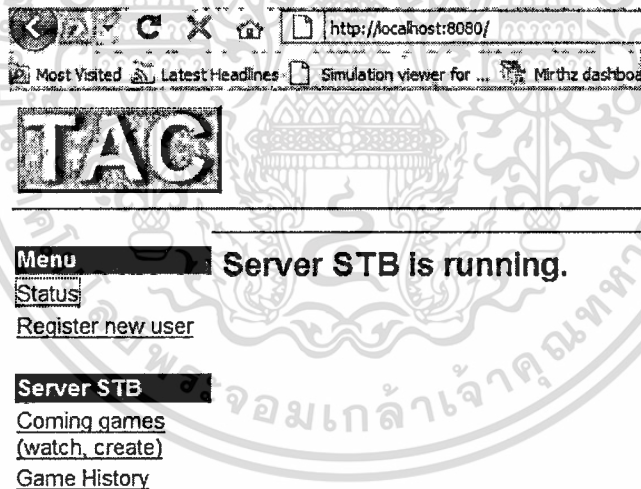 http://localhost:8080/
Most Visited Latest Headlines Simulation viewer for ... Mirthz dashboa
TAC
Menu
Server STB is running.
Status
Register new user
Server STB
Coming games
(watch, create)
Game History